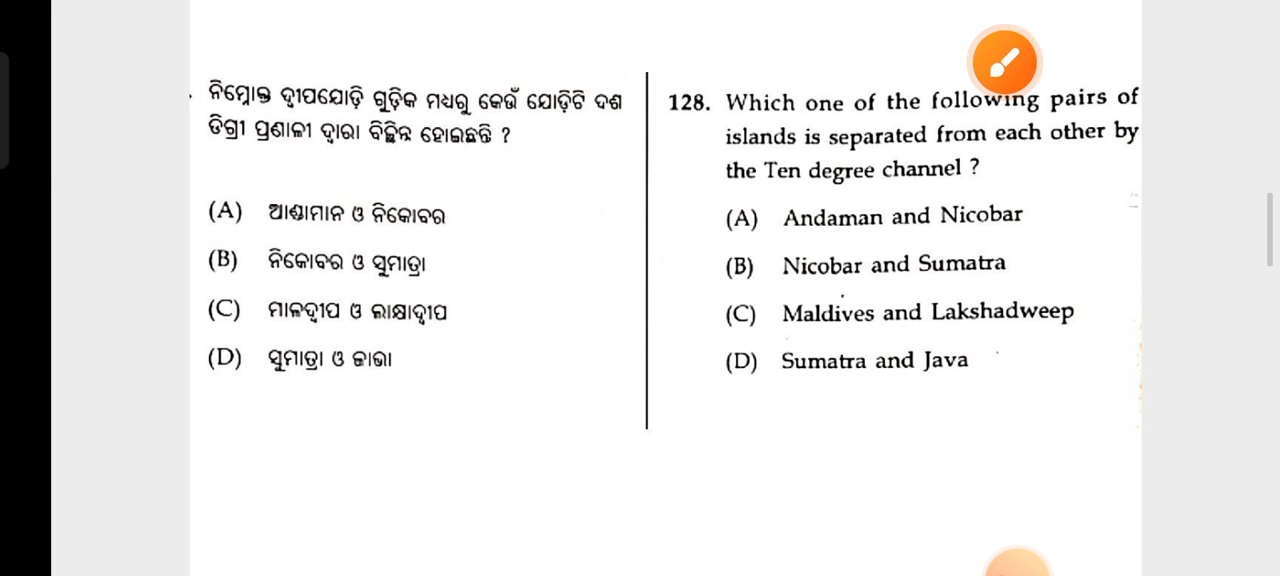 . ନିମ୍ନୋକ୍ତ ଦ୍ୱୀପଯୋଡ଼ି ଗୁଡ଼ିକ ମଧ୍ୟରୁ କେଉଁ ଯୋଡ଼ିଟି ଦଶ
ଡିଗ୍ରୀ ପ୍ରଣାଳୀ ଦ୍ୱାରା ବିଚ୍ଛିନ୍ନ ହୋଇଛନ୍ତି ?
(A) ଆଣ୍ଡାମାନ ଓ ନିକୋବର
(B) ନିକୋବର ଓ ସୁମାତ୍ରା
(C) ମାଳଦ୍ୱୀପ ଓ ଲାକ୍ଷାଦ୍ୱୀପ
(D) ସୁମାତ୍ରା ଓ ଜାଭା
128. Which one of the following pairs of
islands is separated from each other by
the Ten degree channel ?
(A) Andaman and Nicobar
(B) Nicobar and Sumatra
(C) Maldives and Lakshadweep
(D) Sumatra and Java